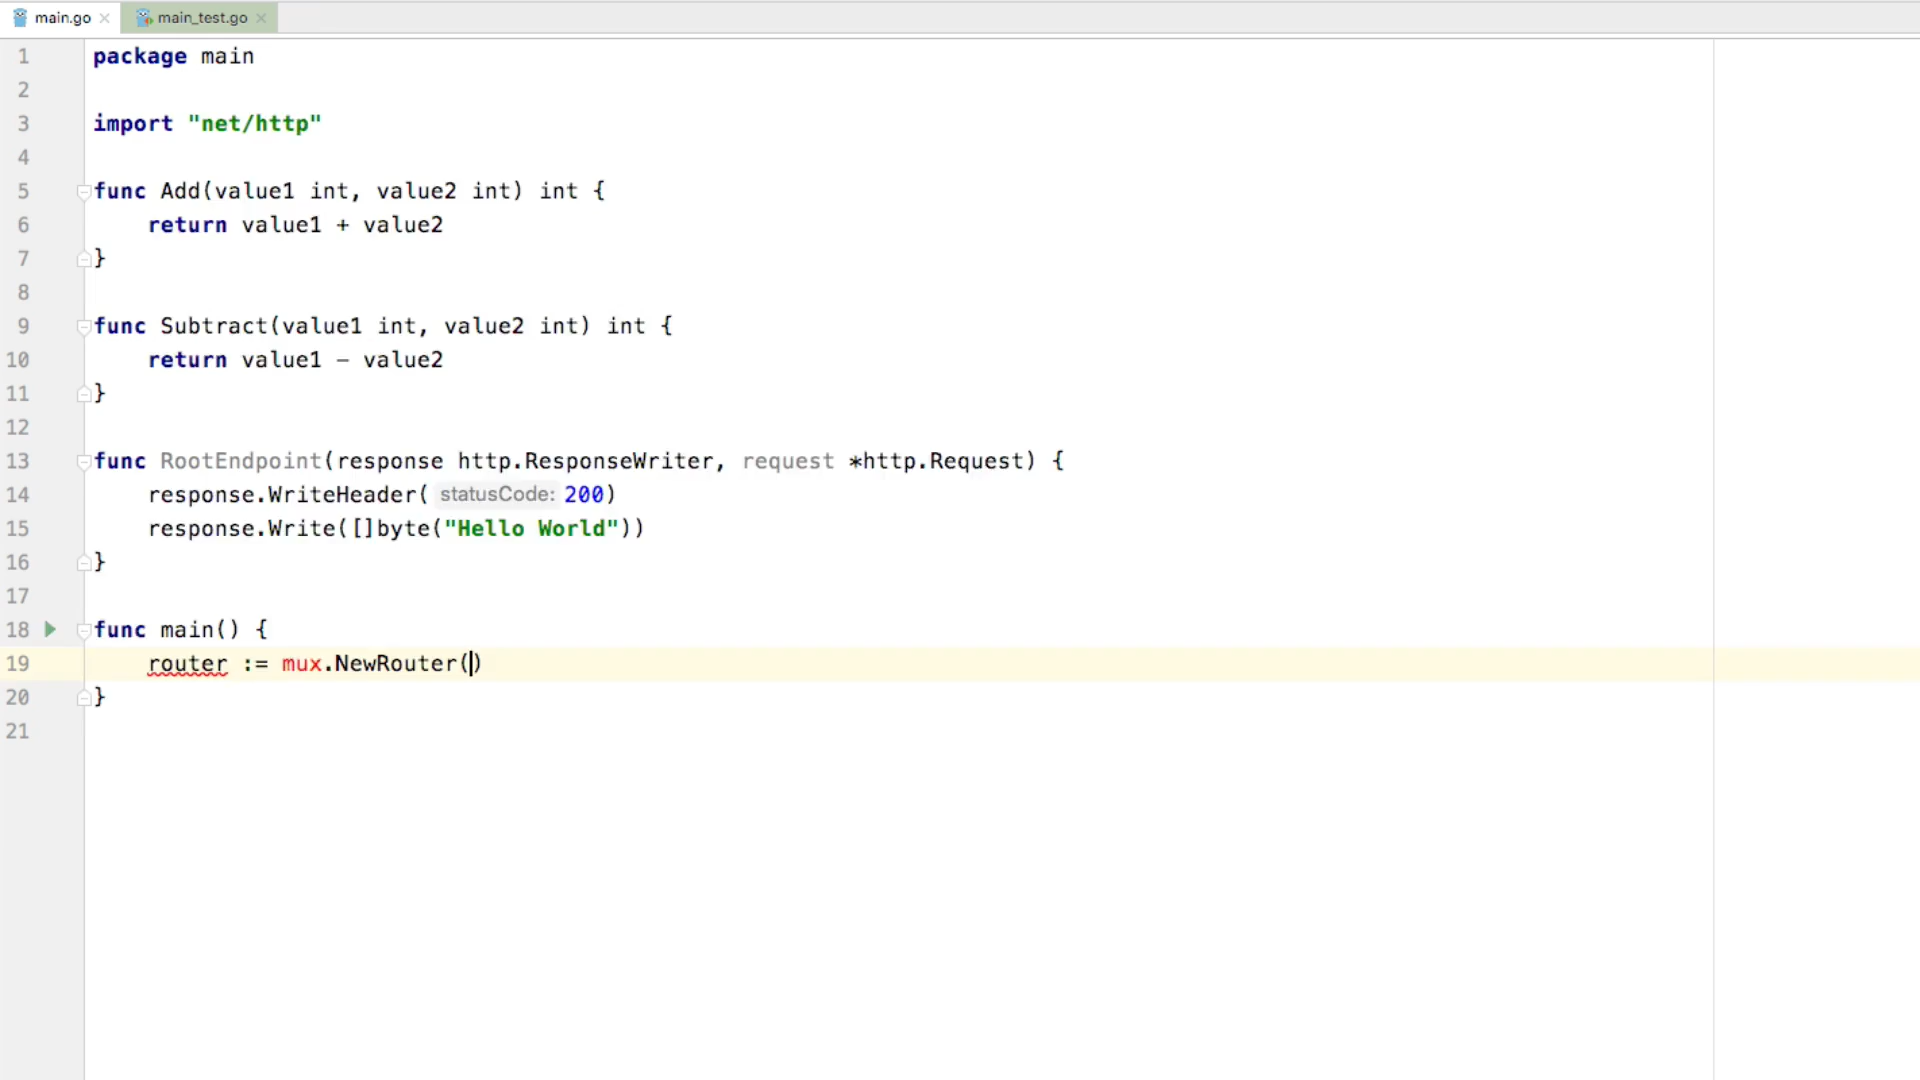 main.go main_test.go
1 package main
2
3 import "net/http"
4
5 func Add(value1 int, value2 int) int {
6 return value1 + value2
7 }
8
9 func Subtract(value1 int, value2 int) int {
10 return value1 - value2
11 }
12
13 func RootEndpoint(response http.ResponseWriter, request *http.Request) {
14 response.WriteHeader( statusCode: 200)
15 response.Write([]byte("Hello World"))
16 }
17
18 func main() {
19 router := mux.NewRouter()
20 }
21